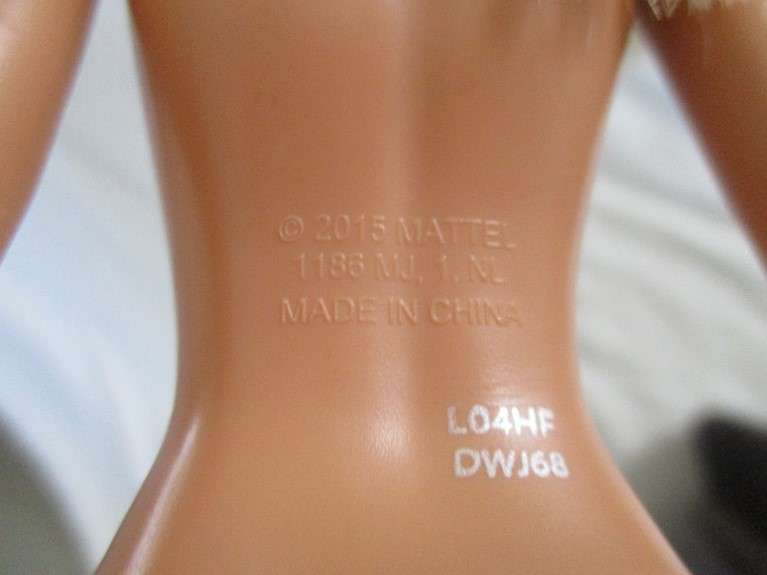 © 2015 MATTEL
1186 MJ, 1, NL
MADE IN CHINA
L04HF
DWJ68